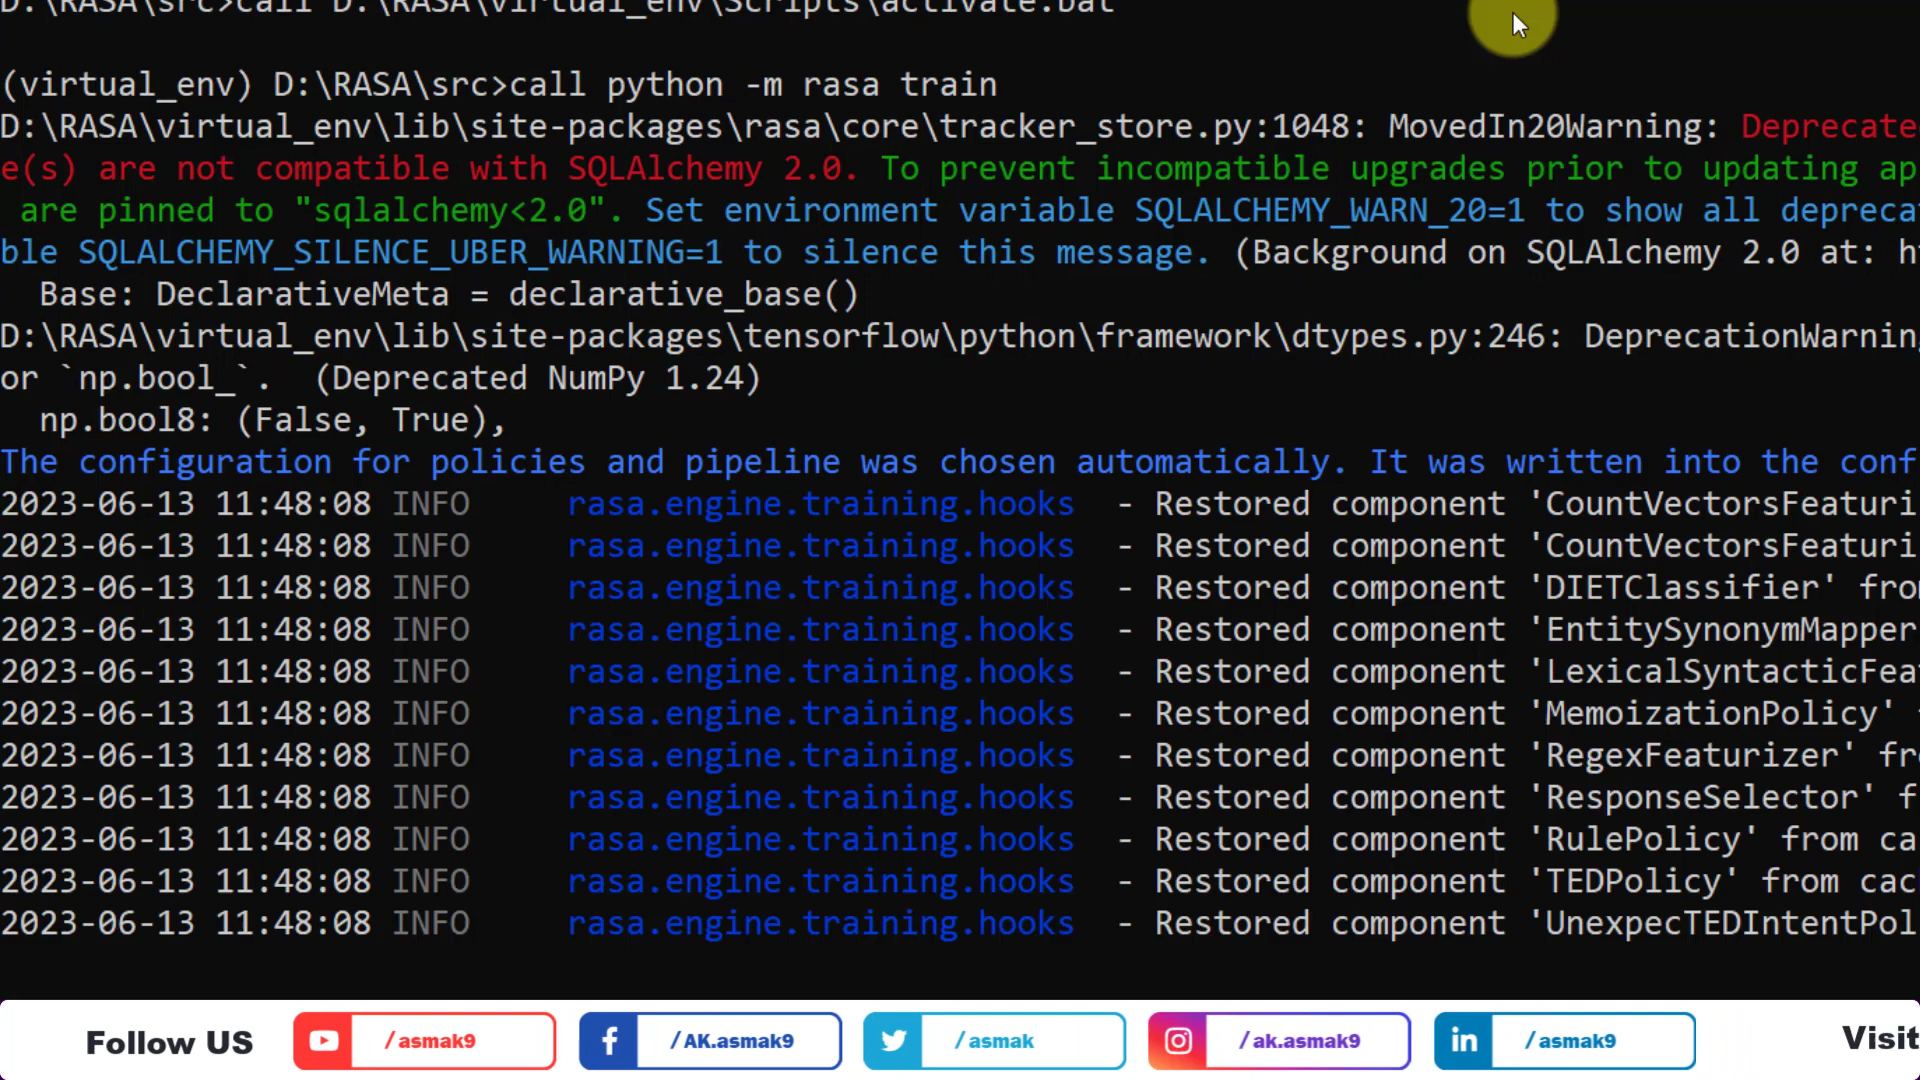 D:\RASA\src>call D:\RASA\virtual_env\Scripts\activate.bat
(virtual_env) D:\RASA\src>call python -m rasa train
D:\RASA\virtual_env\lib\site-packages\rasa\core\tracker_store.py:1048: MovedIn20Warning: Deprecate
e(s) are not compatible with SQLAlchemy 2.0. To prevent incompatible upgrades prior to updating ap
are pinned to "sqlalchemy<2.0". Set environment variable SQLALCHEMY_WARN_20=1 to show all depreca
ble SQLALCHEMY_SILENCE_UBER_WARNING=1 to silence this message. (Background on SQLAlchemy 2.0 at: ht
Base: DeclarativeMeta = declarative_base()
D:\RASA\virtual_env\lib\site-packages\tensorflow\python\framework\dtypes.py:246: DeprecationWarning
or `np.bool_`.  (Deprecated NumPy 1.24)
np.bool8: (False, True),
The configuration for policies and pipeline was chosen automatically. It was written into the conf
2023-06-13 11:48:08 INFO rasa.engine.training.hooks - Restored component 'CountVectorsFeaturi
2023-06-13 11:48:08 INFO rasa.engine.training.hooks - Restored component 'CountVectorsFeaturi
2023-06-13 11:48:08 INFO rasa.engine.training.hooks - Restored component 'DIETClassifier' from
2023-06-13 11:48:08 INFO rasa.engine.training.hooks - Restored component 'EntitySynonymMapper
2023-06-13 11:48:08 INFO rasa.engine.training.hooks - Restored component 'LexicalSyntacticFea
2023-06-13 11:48:08 INFO rasa.engine.training.hooks - Restored component 'MemoizationPolicy'
2023-06-13 11:48:08 INFO rasa.engine.training.hooks - Restored component 'RegexFeaturizer' fro
2023-06-13 11:48:08 INFO rasa.engine.training.hooks - Restored component 'ResponseSelector' f
2023-06-13 11:48:08 INFO rasa.engine.training.hooks - Restored component 'RulePolicy' from ca
2023-06-13 11:48:08 INFO rasa.engine.training.hooks - Restored component 'TEDPolicy' from cac
2023-06-13 11:48:08 INFO rasa.engine.training.hooks - Restored component 'UnexpecTEDIntentPol
Follow US /asmak9 /AK.asmak9 /asmak /ak.asmak9 /asmak9 Visit